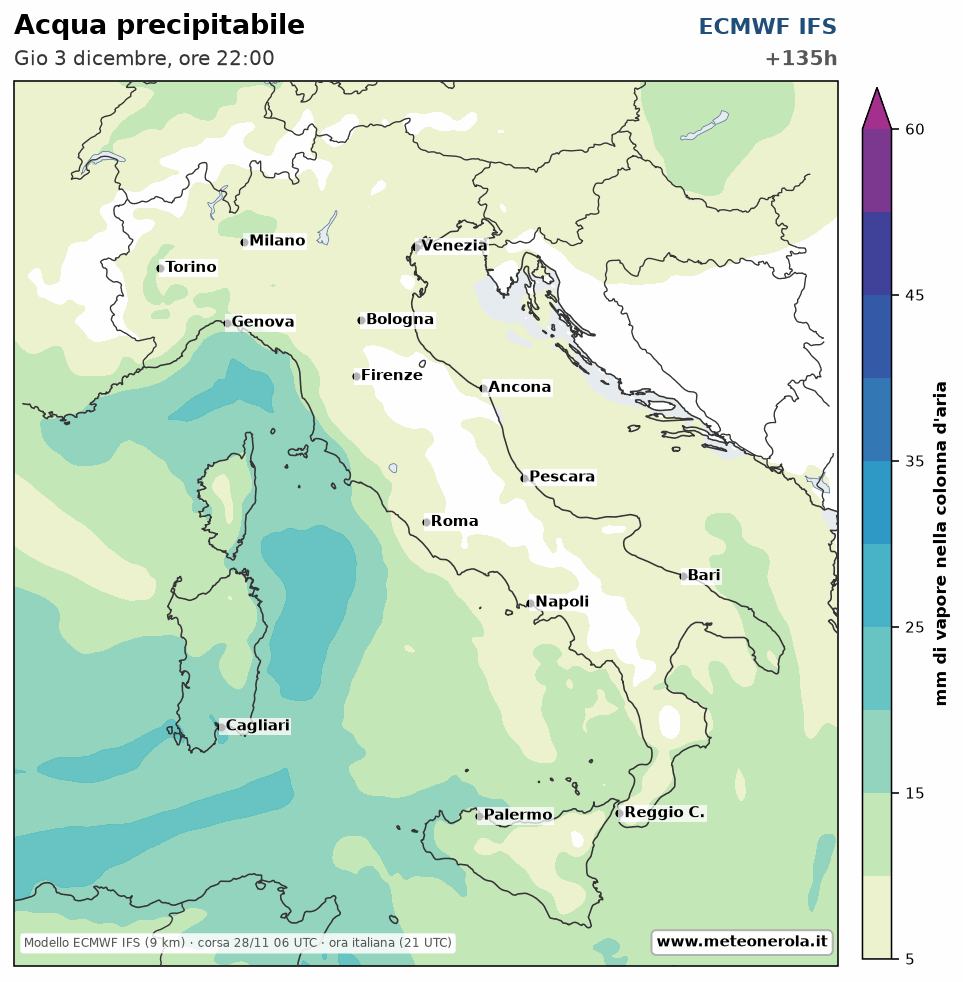 Acqua precipitabile
ECMWF IFS
Gio 3 dicembre, ore 22:00
+135h
Milano
Venezia
Torino
Genova
Bologna
Firenze
Ancona
Pescara
Roma
Bari
Napoli
Cagliari
Palermo
Reggio C.
60
45
35
25
15
5
mm di vapore nella colonna d'aria
Modello ECMWF IFS (9 km) · corsa 28/11 06 UTC · ora italiana (21 UTC)
www.meteonerola.it